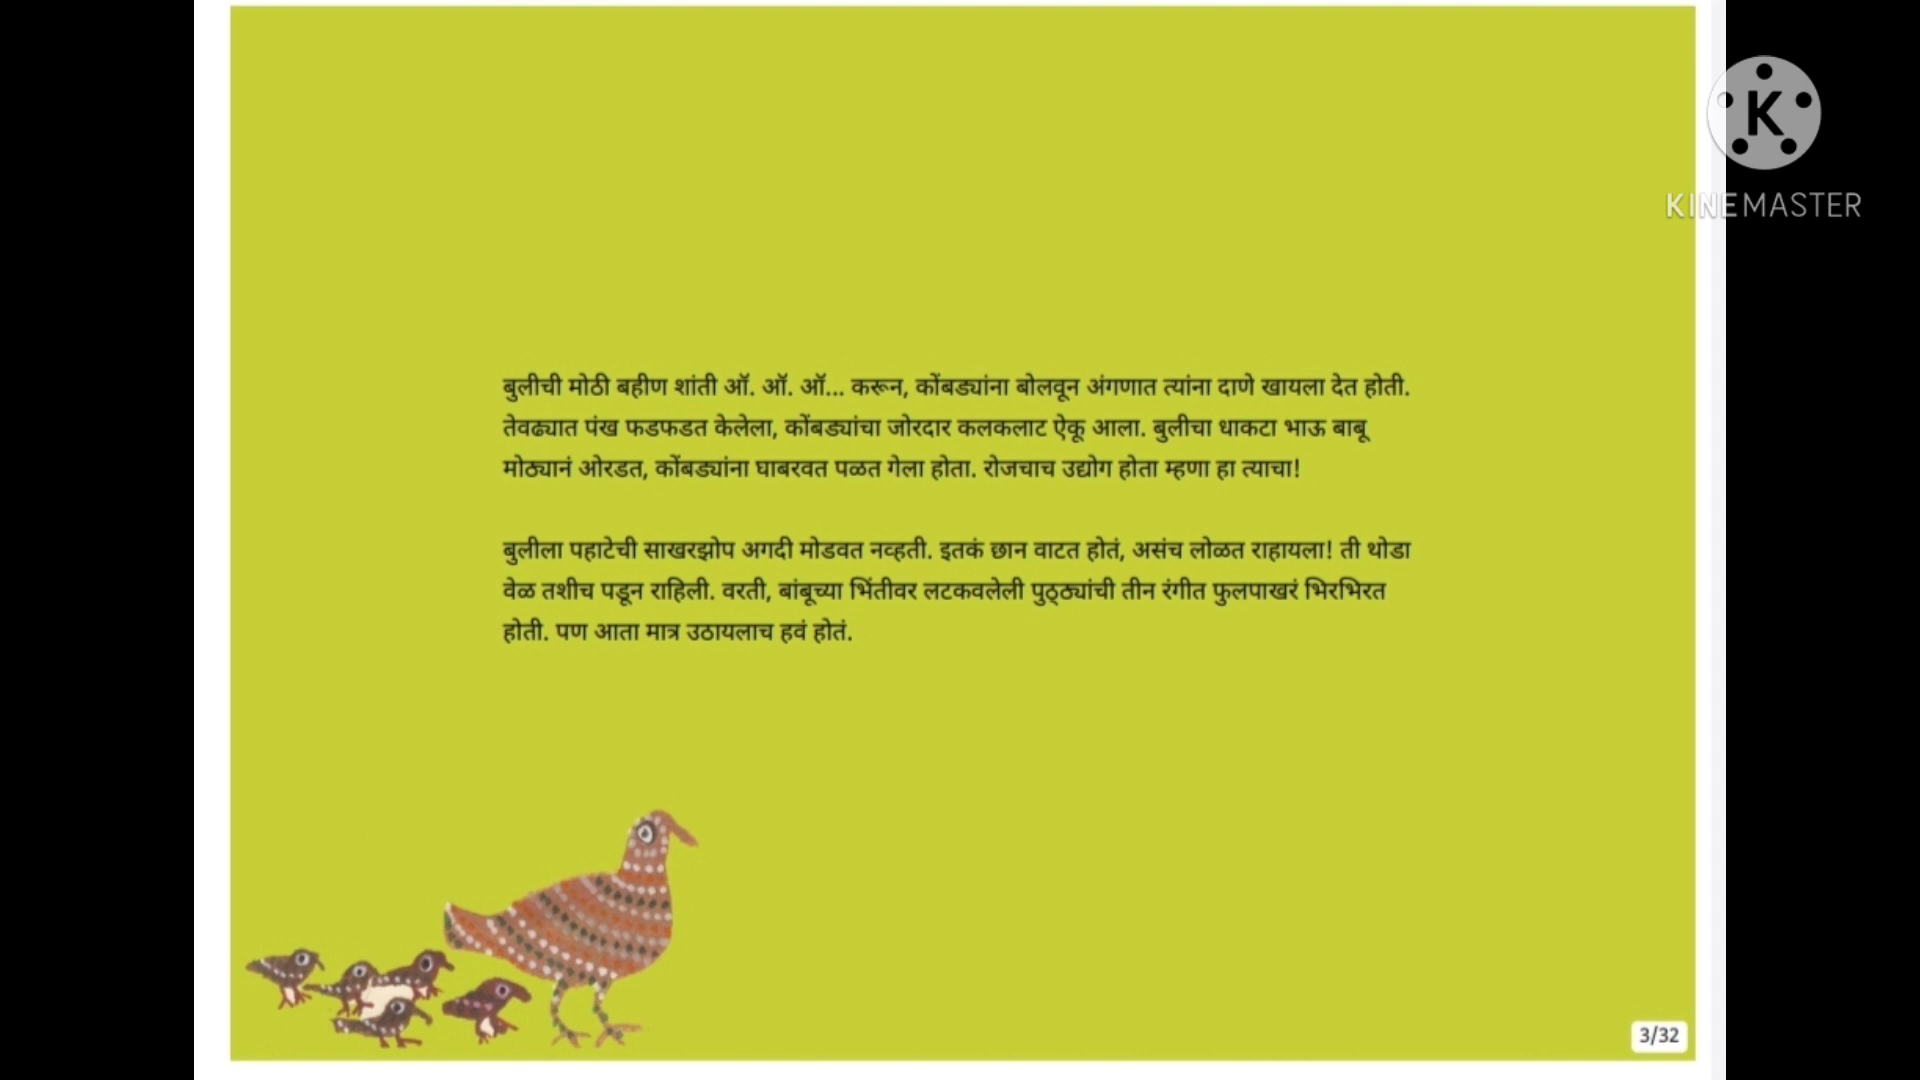 K
KINEMASTER
बुलीची मोठी बहीण शांती ऑ. ऑ. ऑ... करून, कोंबड्यांना बोलवून अंगणात त्यांना दाणे खायला देत होती.
तेवढ्यात पंख फडफडत केलेला, कोंबड्यांचा जोरदार कलकलाट ऐकू आला. बुलीचा धाकटा भाऊ बाबू
मोठ्यानं ओरडत, कोंबड्यांना घाबरवत पळत गेला होता. रोजचाच उद्योग होता म्हणा हा त्याचा!
बुलीला पहाटेची साखरझोप अगदी मोडवत नव्हती. इतकं छान वाटत होतं, असंच लोळत राहायला! ती थोडा
वेळ तशीच पडून राहिली. वरती, बांबूच्या भिंतीवर लटकवलेली पुठ्ठ्यांची तीन रंगीत फुलपाखरं भिरभिरत
होती. पण आता मात्र उठायलाच हवं होतं.
3/32